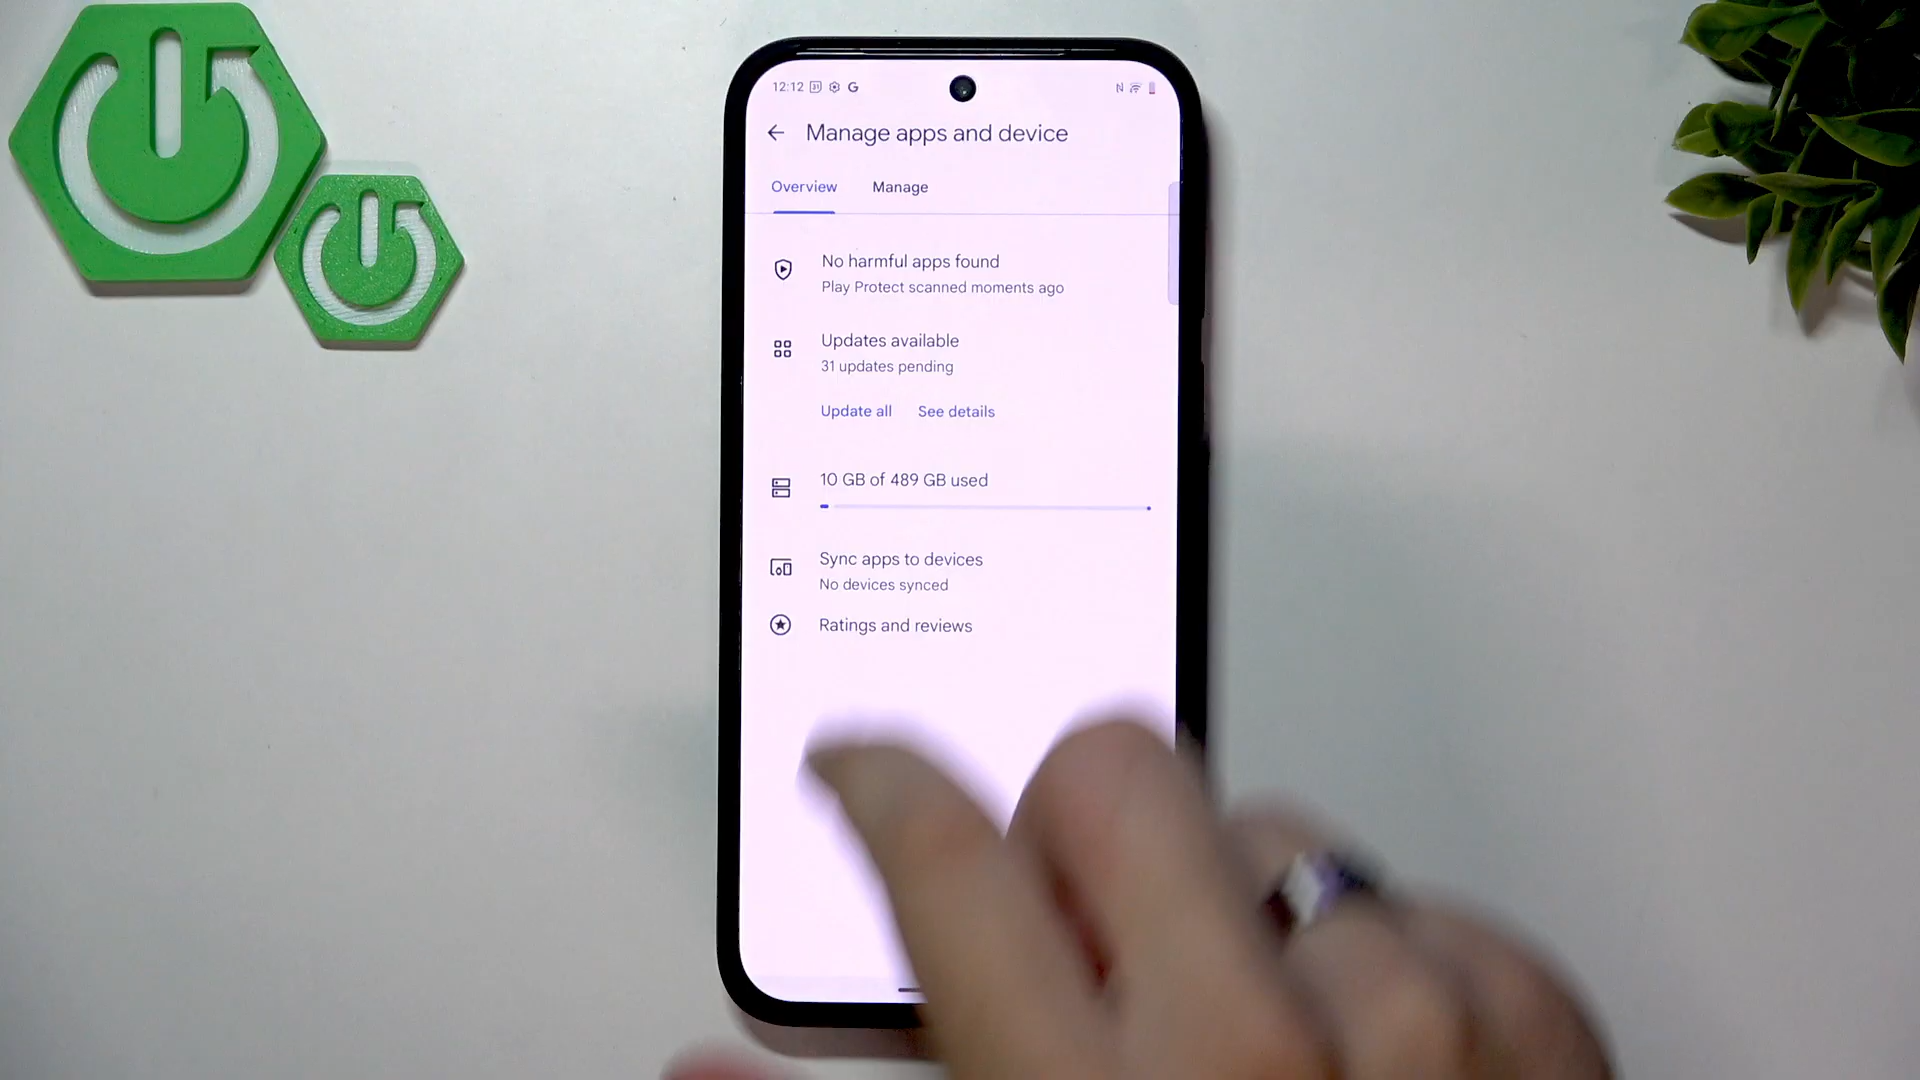 12:12
Manage apps and device
Overview Manage
No harmful apps found
Play Protect scanned moments ago
Updates available
31 updates pending
Update all See details
10 GB of 489 GB used
Sync apps to devices
No devices synced
Ratings and reviews